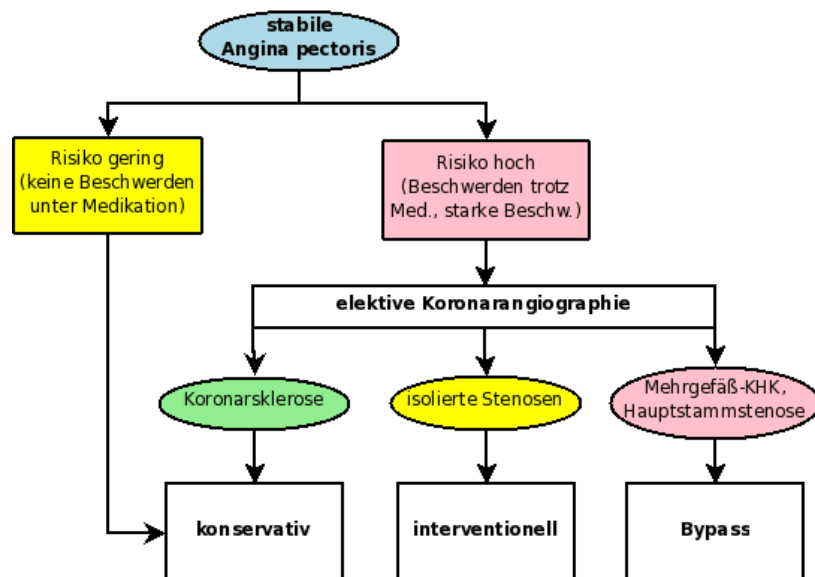 stabile
Angina pectoris
Risiko gering
(keine Beschwerden
unter Medikation)
Risiko hoch
(Beschwerden trotz
Med., starke Beschw.)
elektive Koronarangiographie
Koronarsklerose
isolierte Stenosen
Mehrgefäß-KHK,
Hauptstammstenose
konservativ
interventionell
Bypass